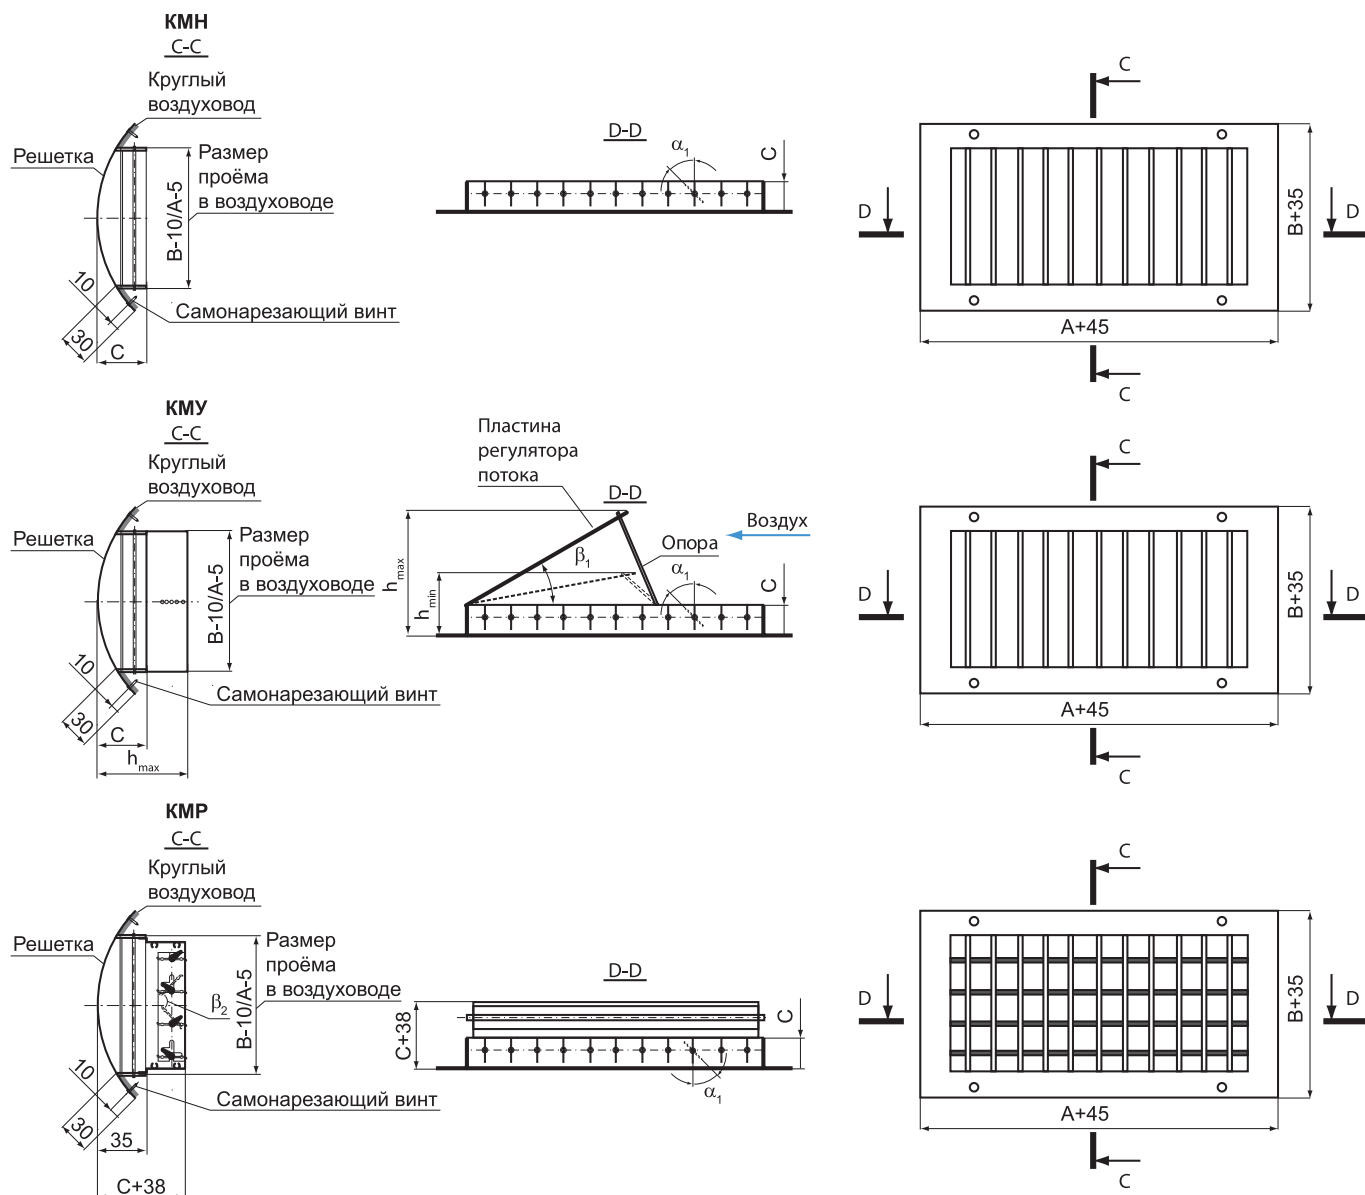 КМН
C-C
Круглый
воздуховод
Решетка
Размер
проёма
в воздуховоде
В-10/А-5
10
30
C
Самонарезающий винт
D-D
α₁
C
C
D
D
B+35
A+45
C
КМУ
C-C
Круглый
воздуховод
Решетка
Размер
проёма
в воздуховоде
В-10/А-5
10
30
C
hmax
Самонарезающий винт
Пластина
регулятора
потока
D-D
Воздух
Опора
hmax
hmin
β₁
α₁
C
C
D
D
B+35
A+45
C
КМР
C-C
Круглый
воздуховод
Решетка
Размер
проёма
в воздуховоде
β₂
В-10/А-5
10
30
35
C+38
Самонарезающий винт
D-D
C+38
C
α₁
C
D
D
B+35
A+45
C